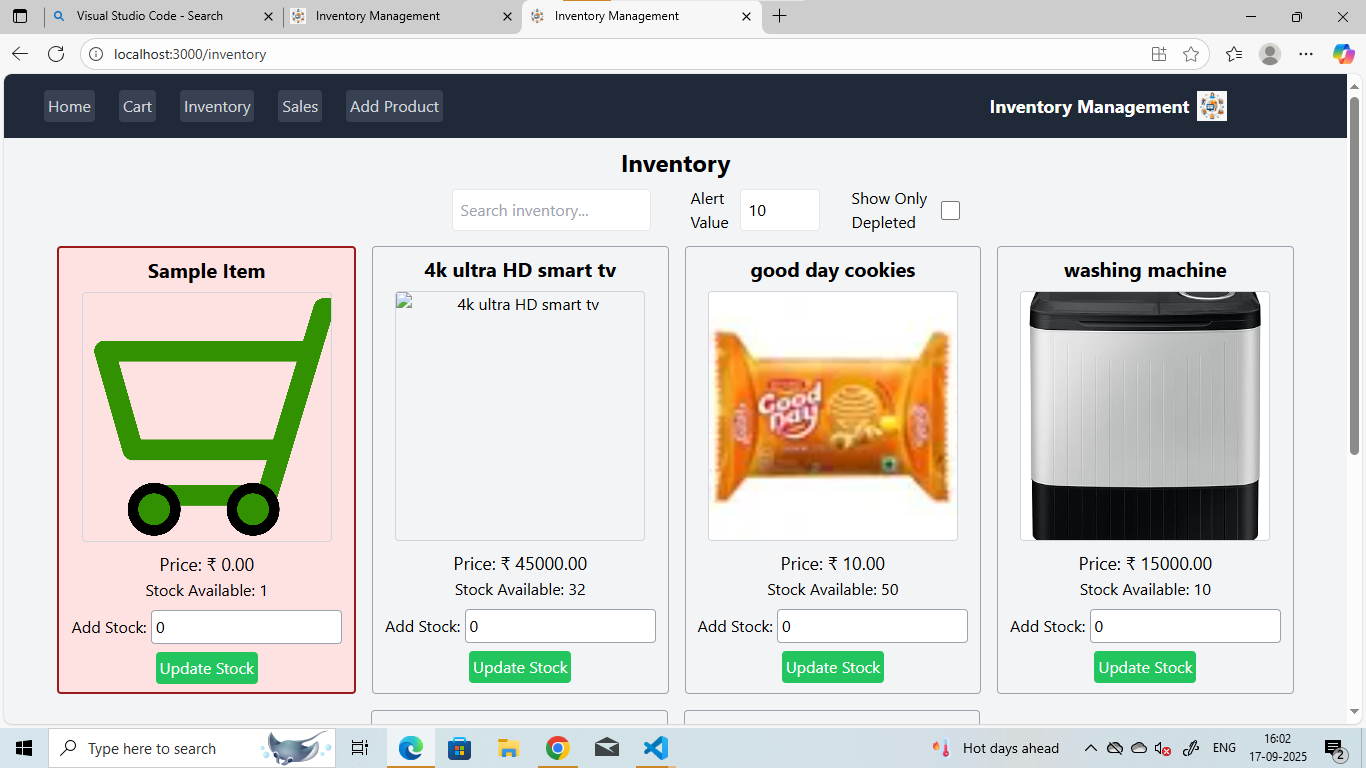 Visual Studio Code - Search
Inventory Management
Inventory Management
localhost:3000/inventory
Home
Cart
Inventory
Sales
Add Product
Inventory Management
Inventory
Search inventory...
Alert
Value
10
Show Only
Depleted
Sample Item
Price: ₹ 0.00
Stock Available: 1
Add Stock: 0
Update Stock
4k ultra HD smart tv
4k ultra HD smart tv
Price: ₹ 45000.00
Stock Available: 32
Add Stock: 0
Update Stock
good day cookies
Good
Day
Price: ₹ 10.00
Stock Available: 50
Add Stock: 0
Update Stock
washing machine
Price: ₹ 15000.00
Stock Available: 10
Add Stock: 0
Update Stock
Type here to search
Hot days ahead
ENG
16:02
17-09-2025
2